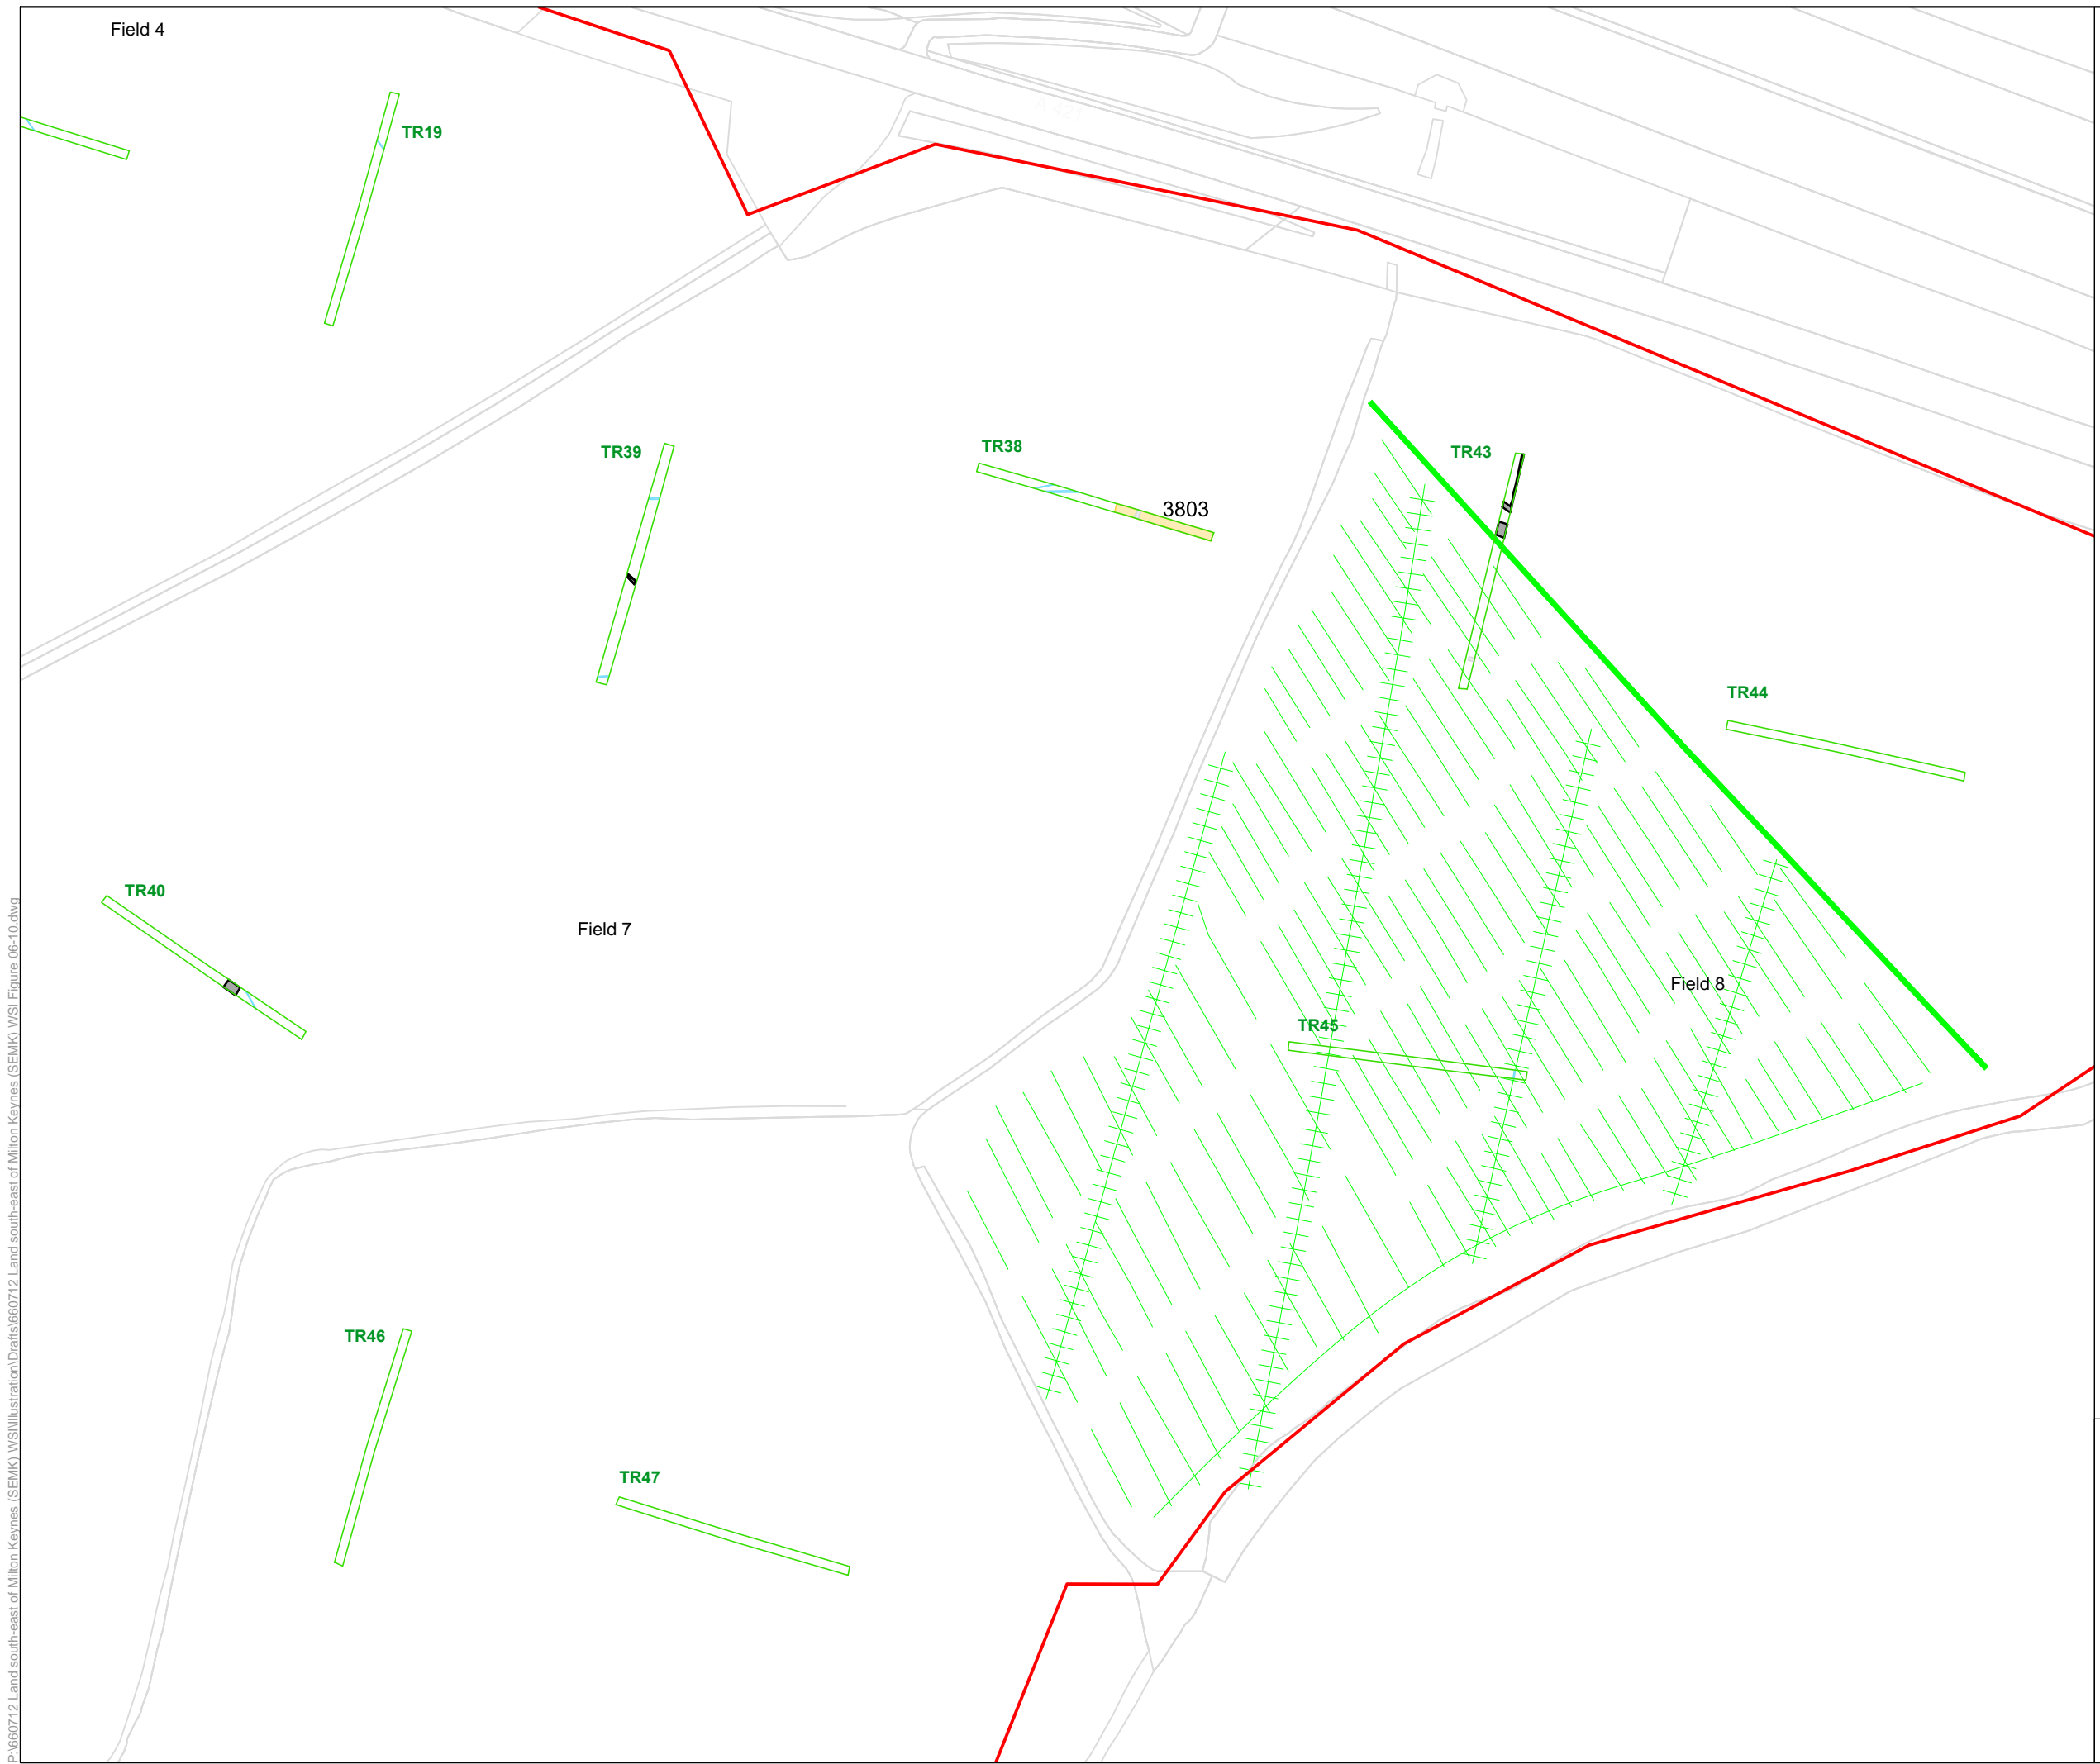 Field 4
TR19
TR39
TR38
3803
TR43
TR44
TR40
Field 7
Field 8
TR45
TR46
TR47
P:\660712 Land south-east of Milton Keynes (SEMK) WSI\Illustration\Drafts\660712 Land south-east of Milton Keynes (SEMK) WSI Figure 06-10.dwg